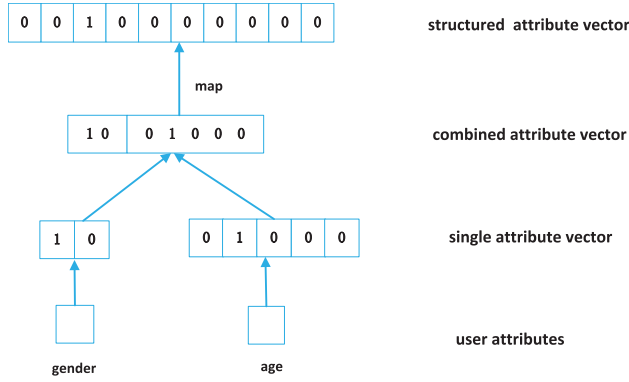 0 0 1 0 0 0 0 0 0 0 structured attribute vector
map
1 0 0 1 0 0 0 combined attribute vector
1 0 0 1 0 0 0 single attribute vector
user attributes
gender age